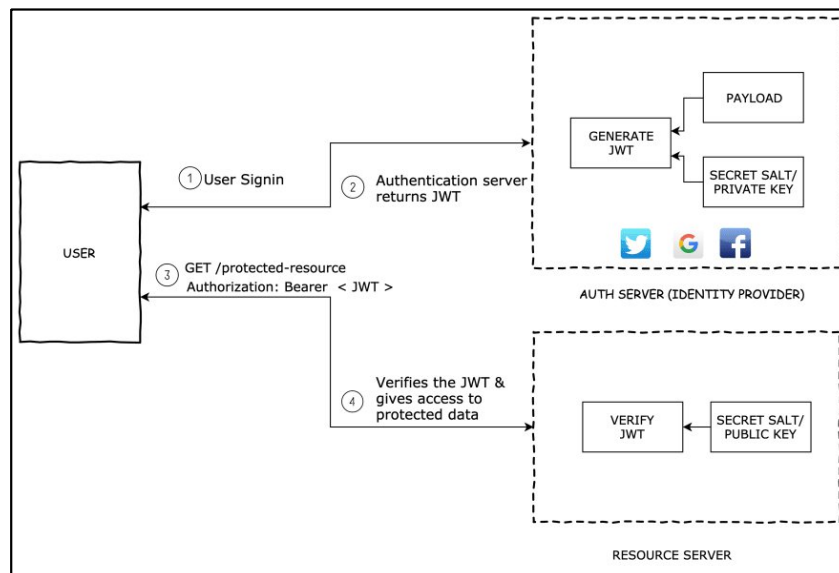 PAYLOAD
GENERATE
JWT
SECRET SALT/
PRIVATE KEY
1 User Signin
2 Authentication server
returns JWT
USER
3 GET /protected-resource
Authorization: Bearer < JWT >
AUTH SERVER (IDENTITY PROVIDER)
4 Verifies the JWT &
gives access to
protected data
VERIFY
JWT
SECRET SALT/
PUBLIC KEY
RESOURCE SERVER